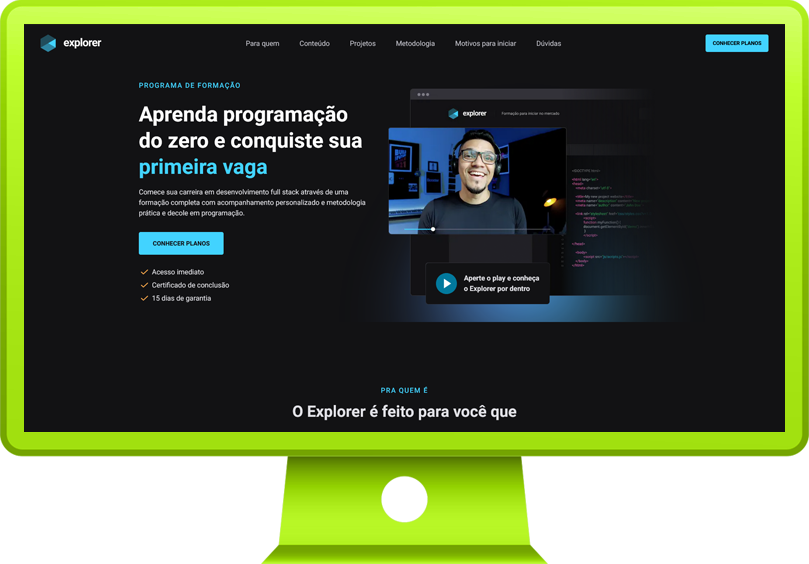 explorer
Para quem
Conteúdo
Projetos
Metodologia
Motivos para iniciar
Dúvidas
CONHECER PLANOS
PROGRAMA DE FORMAÇÃO
Aprenda programação
do zero e conquiste sua
primeira vaga
Comece sua carreira em desenvolvimento full stack através de uma
formação completa com acompanhamento personalizado e metodologia
prática e decole em programação.
CONHECER PLANOS
Acesso imediato
Certificado de conclusão
15 dias de garantia
explorer
Formação para iniciar no mercado
Aperte o play e conheça
o Explorer por dentro
PRA QUEM É
O Explorer é feito para você que